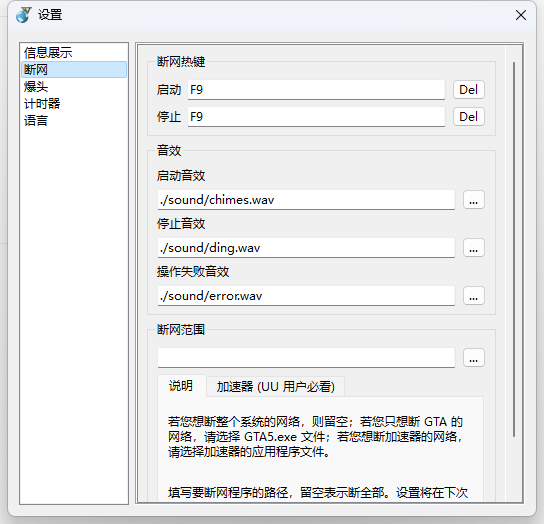 设置
信息展示
断网
爆头
计时器
语言
断网热键
启动 F9 Del
停止 F9 Del
音效
启动音效
./sound/chimes.wav ...
停止音效
./sound/ding.wav ...
操作失败音效
./sound/error.wav ...
断网范围
...
说明 加速器 (UU 用户必看)
若您想断整个系统的网络，则留空；若您只想断 GTA 的
网络，请选择 GTA5.exe 文件；若您想断加速器的网络，
请选择加速器的应用程序文件。
填写要断网程序的路径，留空表示断全部。设置将在下次